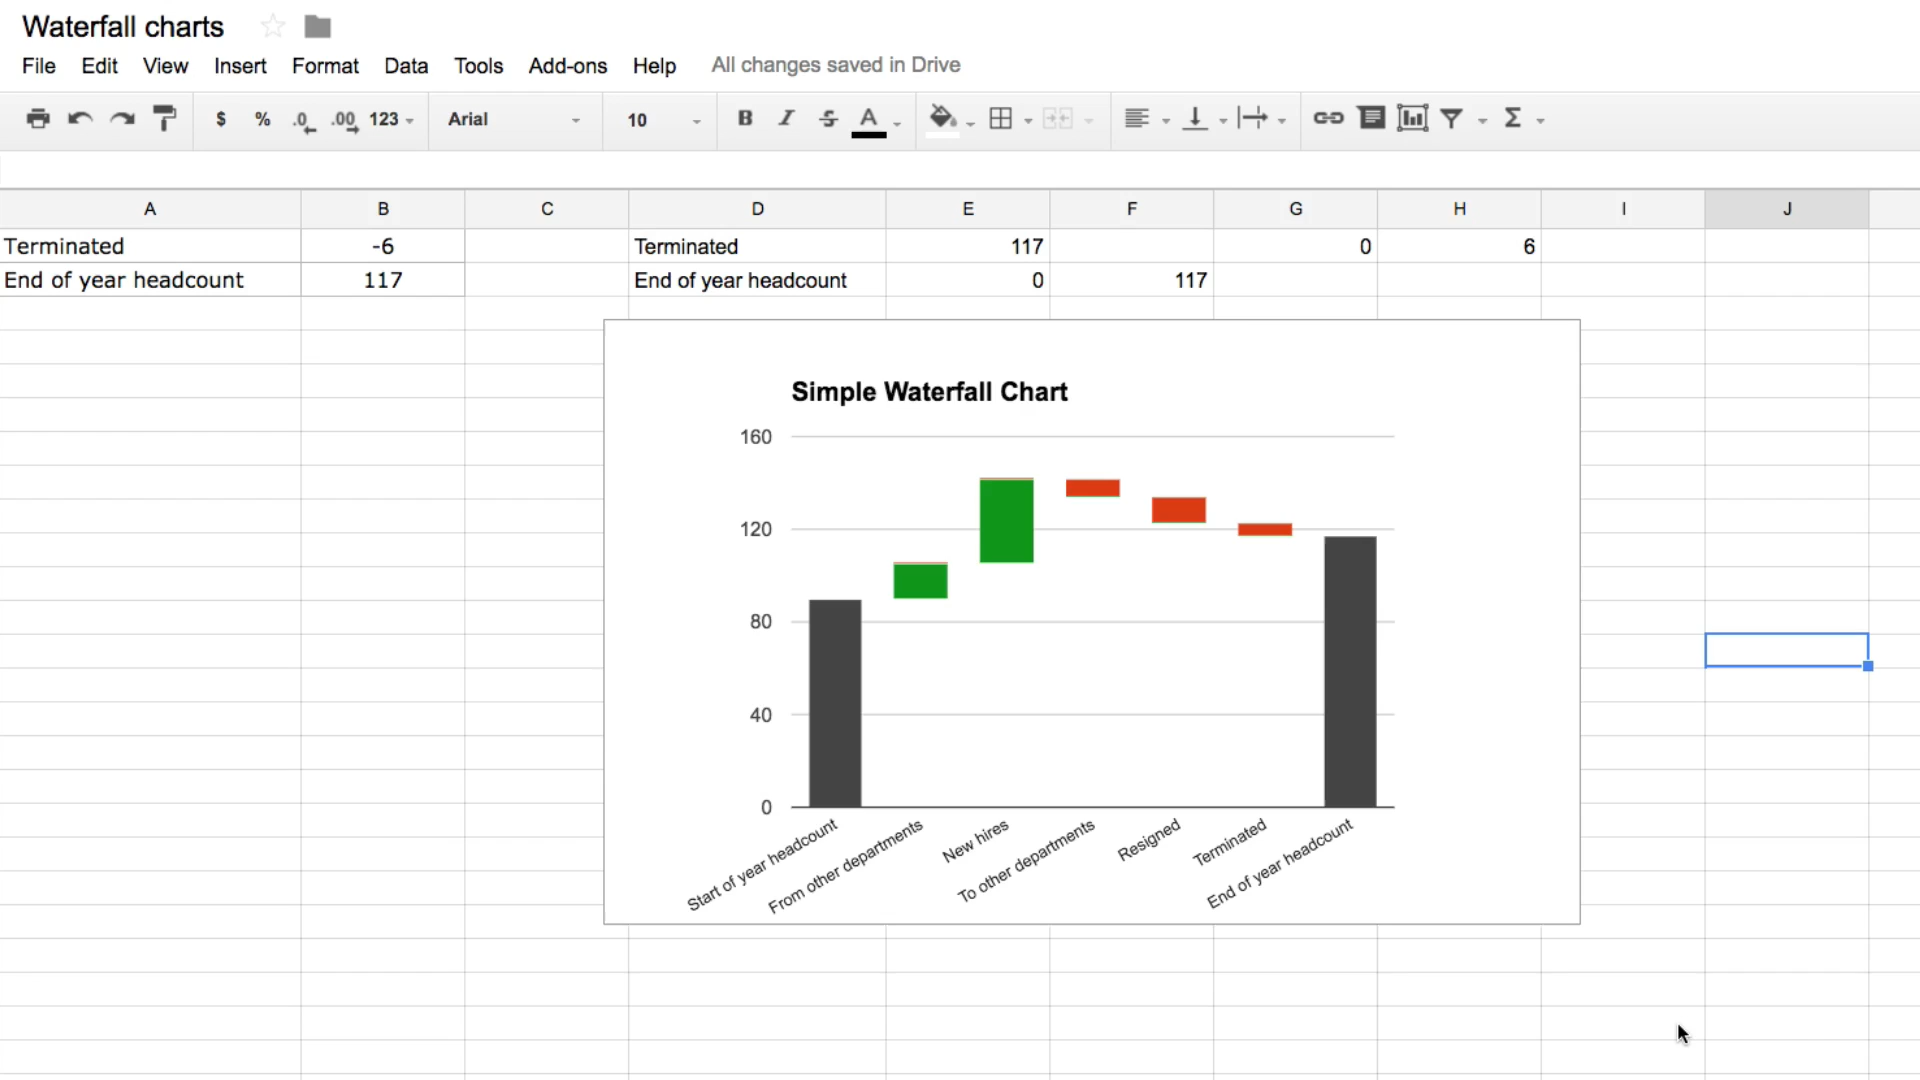 Waterfall charts
File Edit View Insert Format Data Tools Add-ons Help All changes saved in Drive
$ % .0 .00 123 Arial 10 B I S A Σ
A B C D E F G H I J
Terminated -6 Terminated 117 0 6
End of year headcount 117 End of year headcount 0 117
Simple Waterfall Chart
160
120
80
40
0
Start of year headcount
From other departments
New hires
To other departments
Resigned
Terminated
End of year headcount